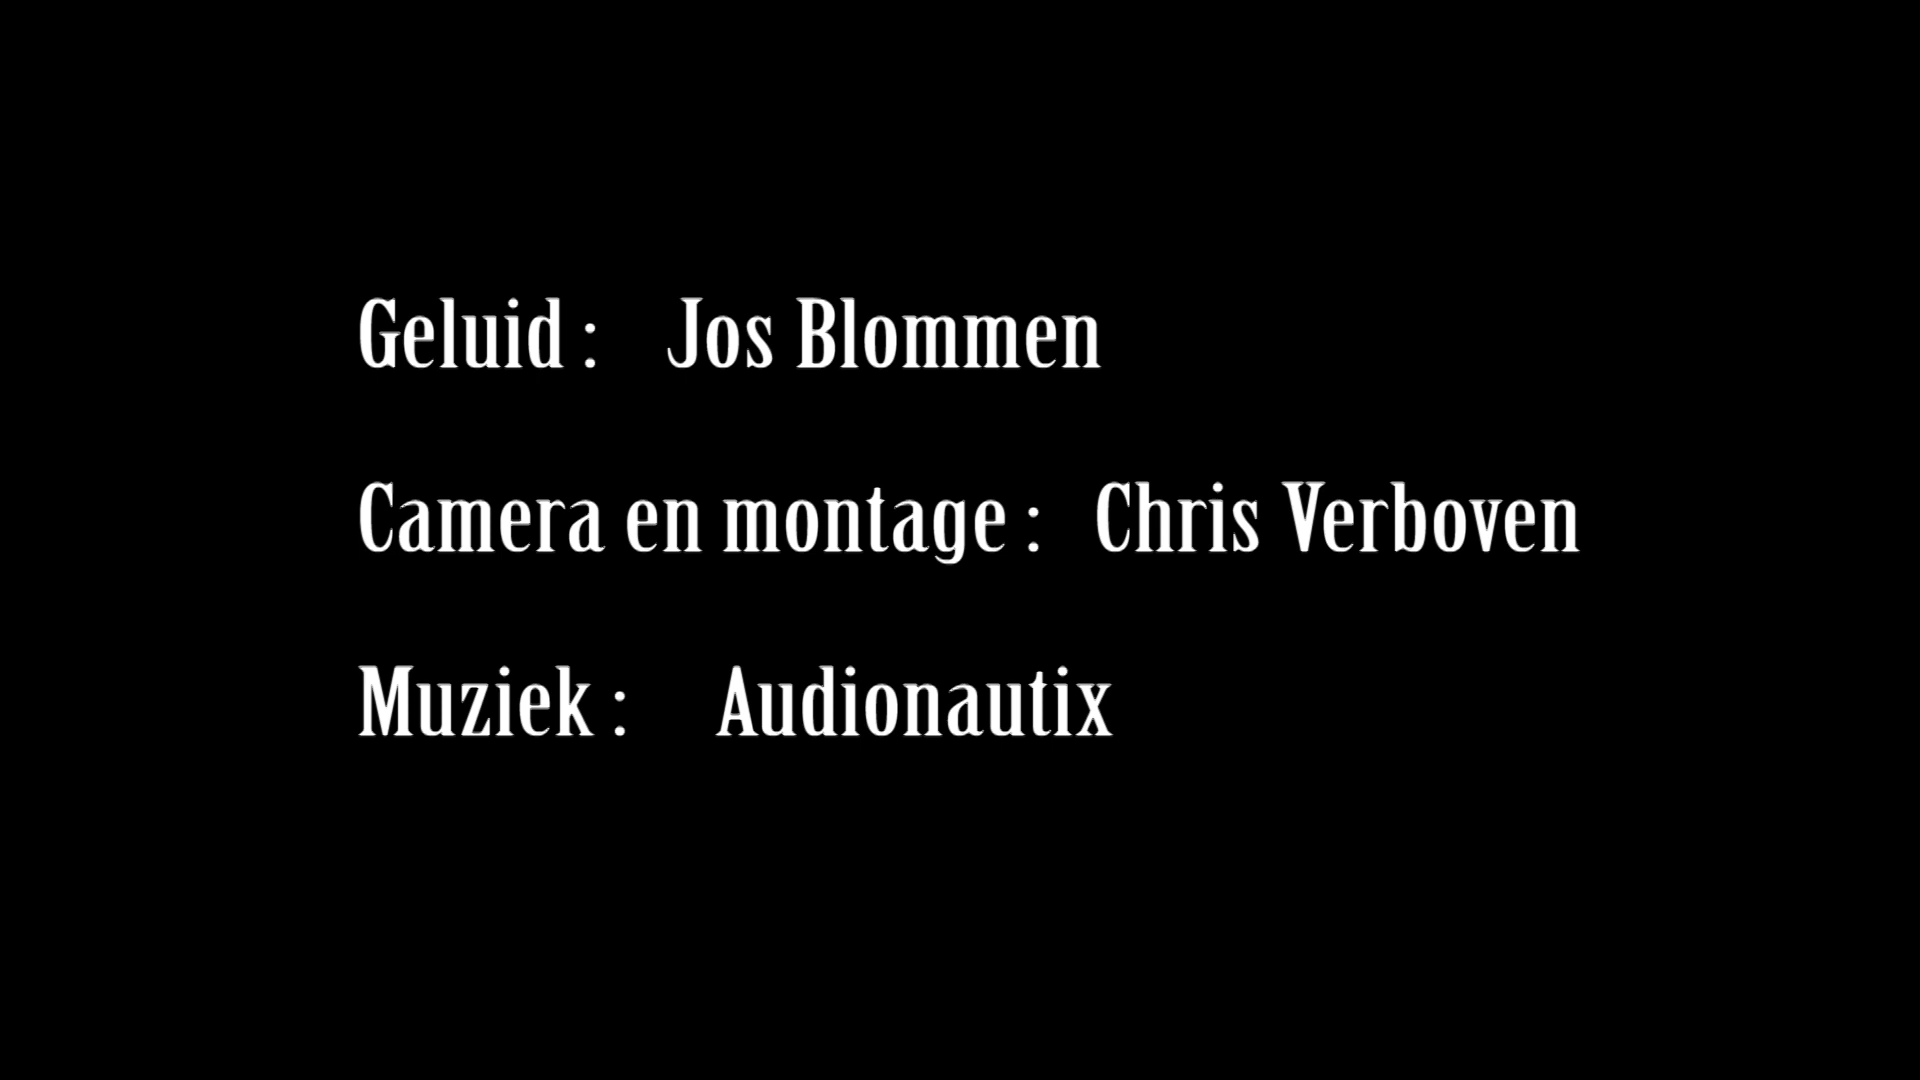 Geluid : Jos Blommen
Camera en montage : Chris Verboven
Muziek : Audionautix